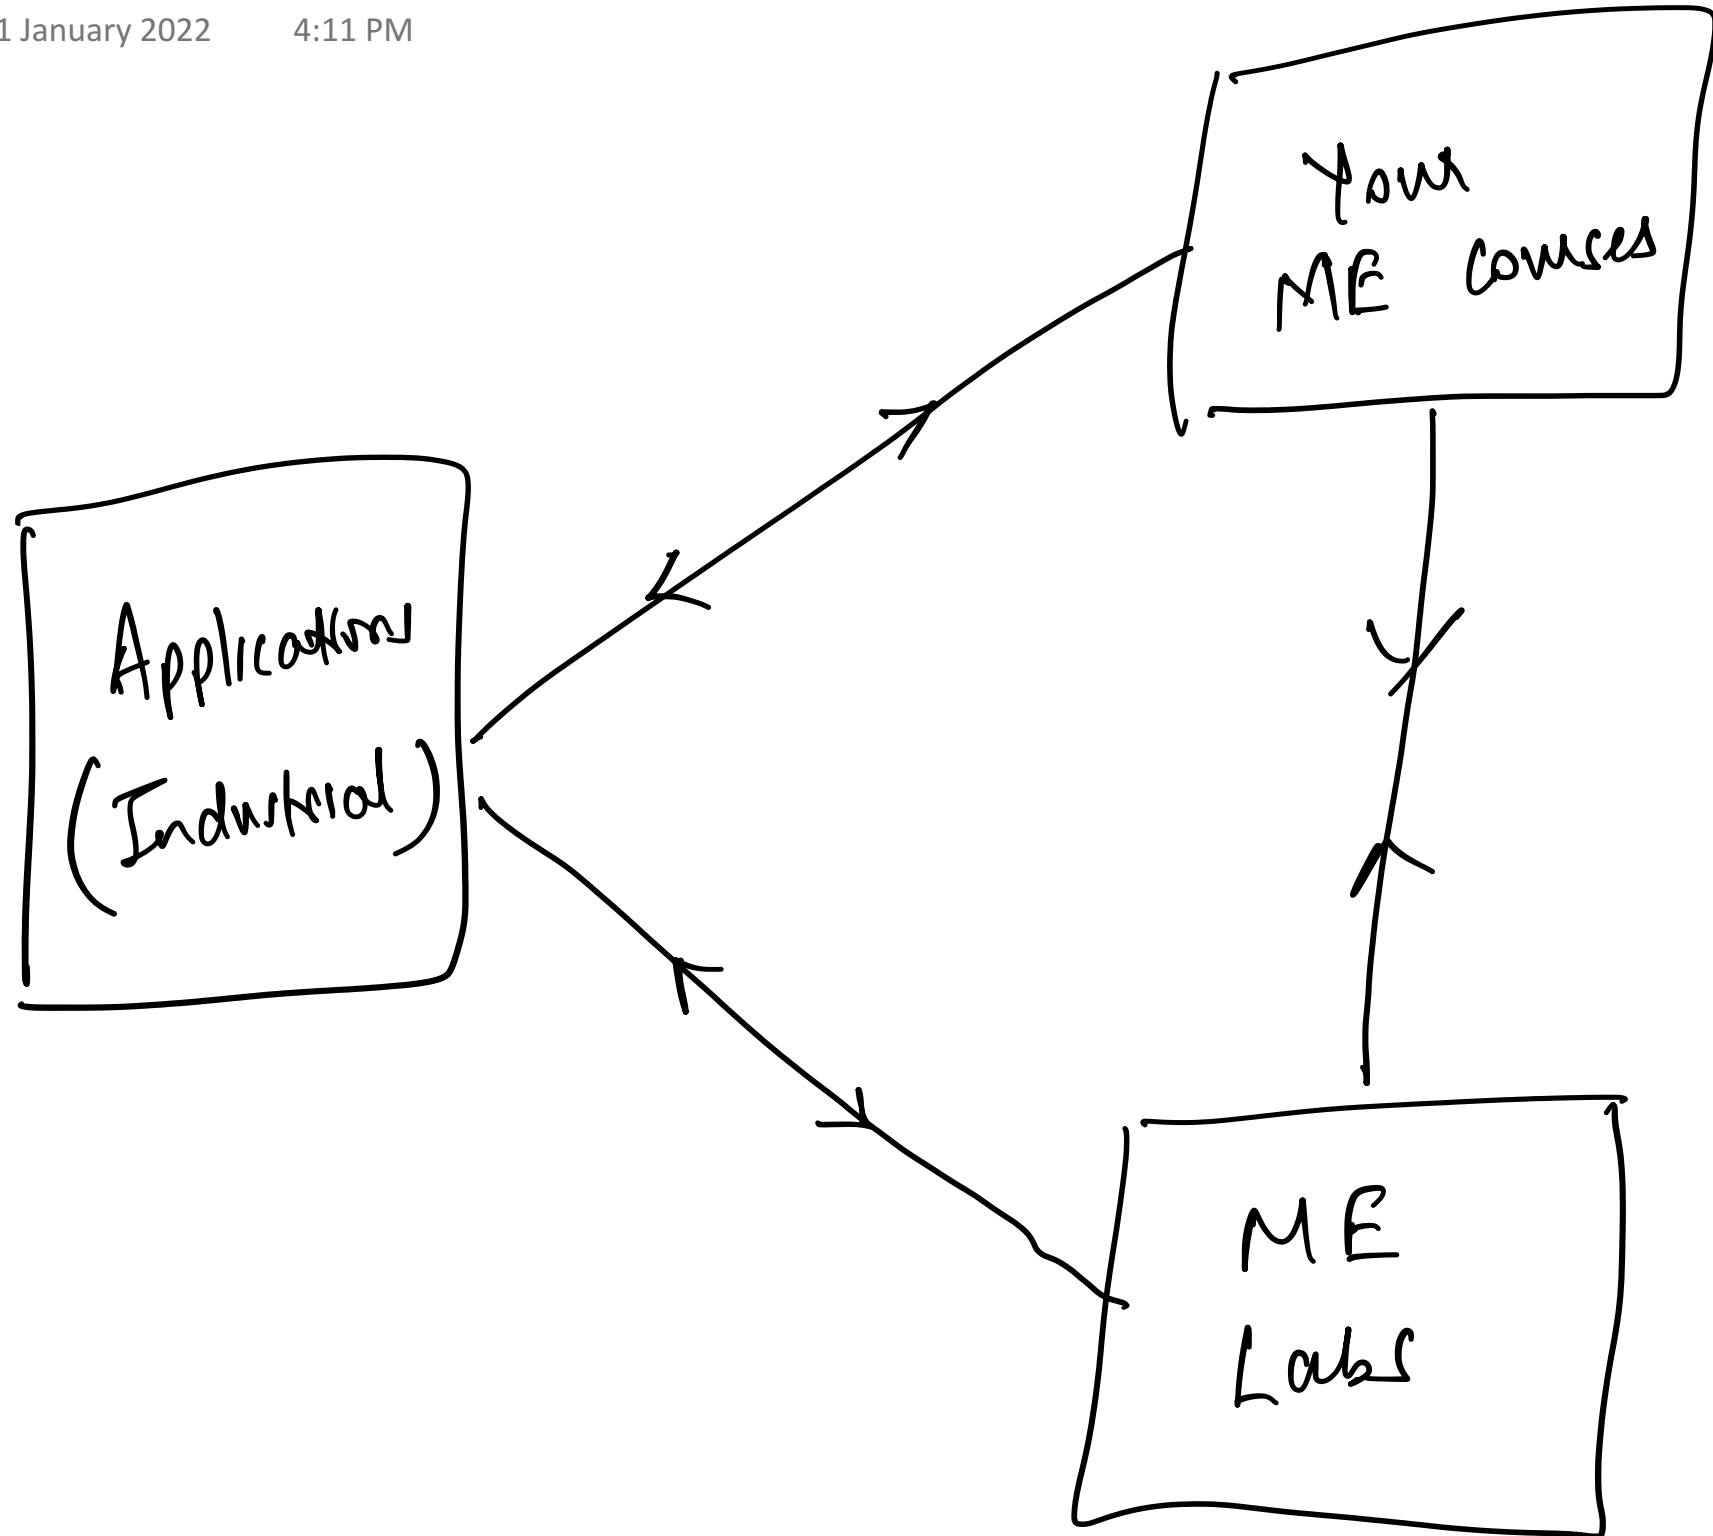 1 January 2022 4:11 PM
Your
ME courses
Applications
(Industrial)
ME
Labs